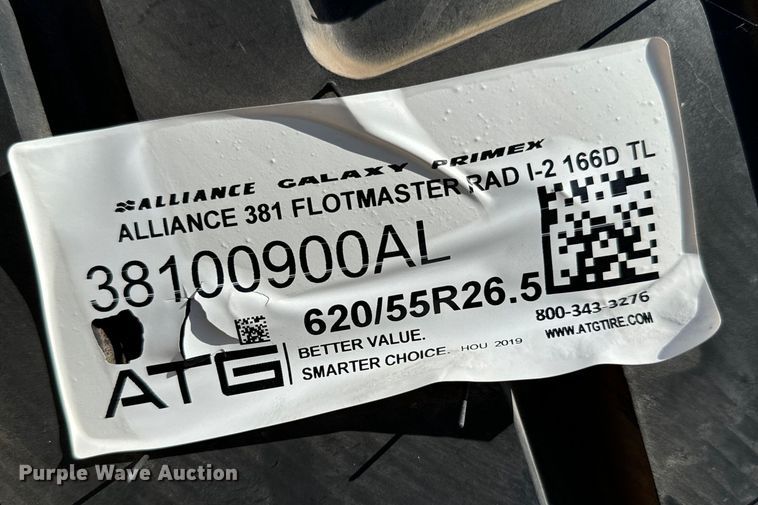 ALLIANCE GALAXY PRIMEX
ALLIANCE 381 FLOTMASTER RAD I-2 166D TL
38100900AL
620/55R26.5
800-343-3276
WWW.ATGTIRE.COM
ATG
BETTER VALUE.
SMARTER CHOICE. HOU 2019
Purple Wave Auction